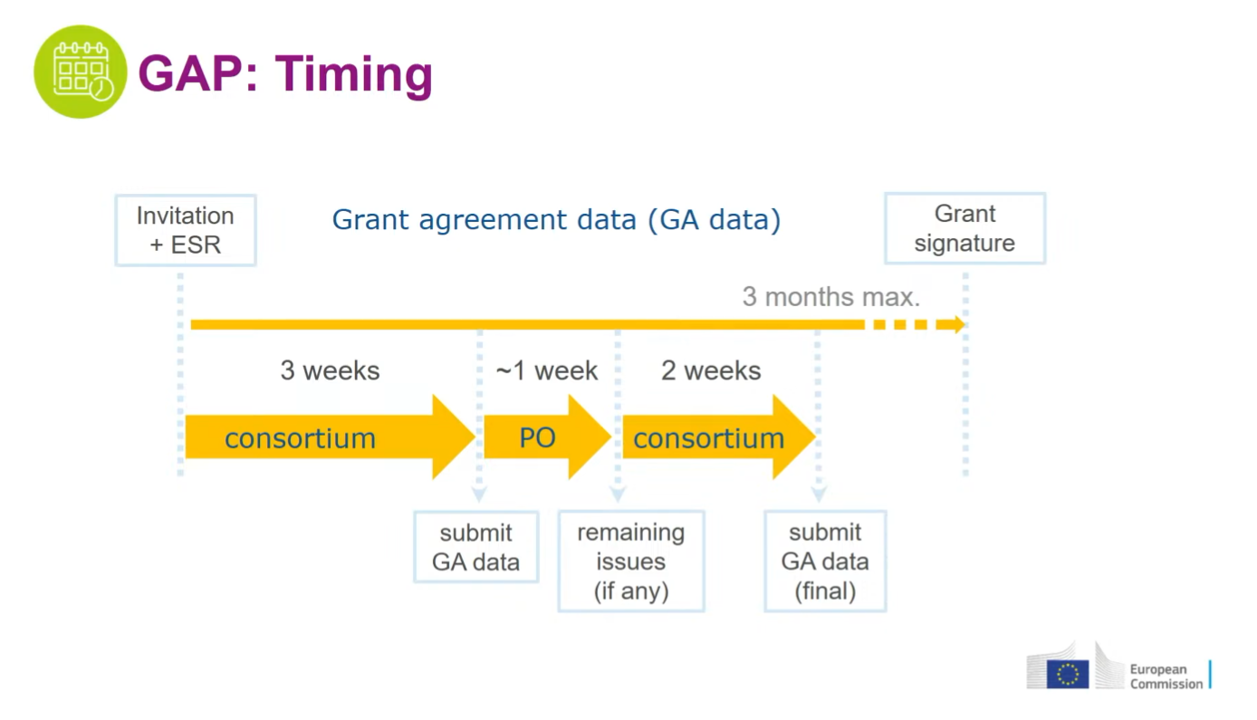 GAP: Timing
Invitation
+ ESR
Grant agreement data (GA data)
Grant
signature
3 months max.
3 weeks
~1 week
2 weeks
consortium
PO
consortium
submit
GA data
remaining
issues
(if any)
submit
GA data
(final)
European
Commission